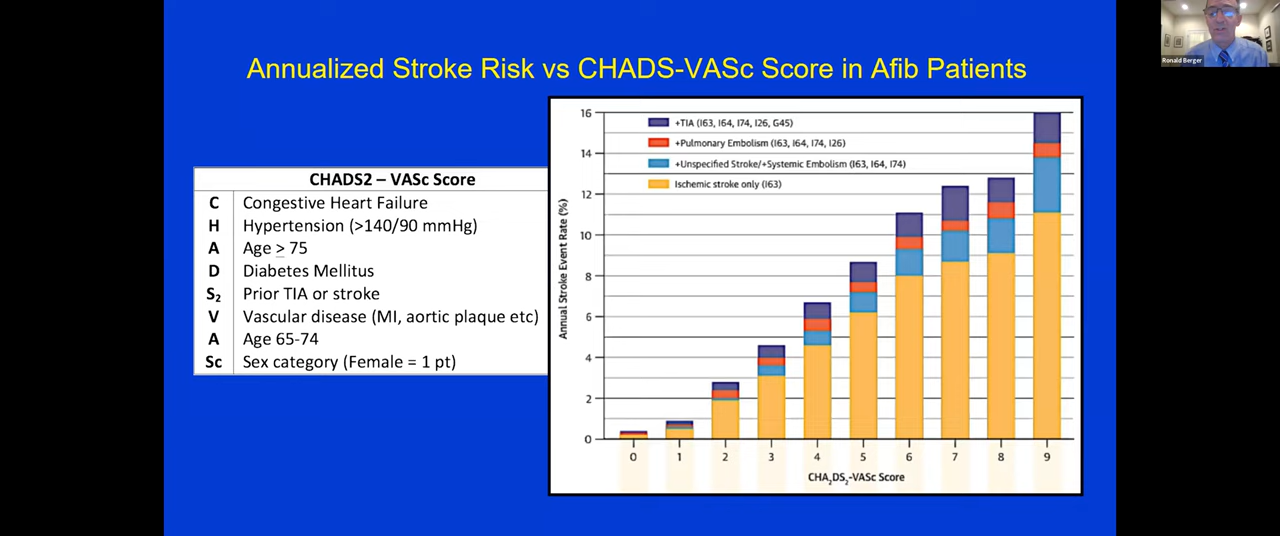 Ronald Berger
Annualized Stroke Risk vs CHADS-VASc Score in Afib Patients
CHADS2 – VASc Score
C Congestive Heart Failure
H Hypertension (>140/90 mmHg)
A Age ≥ 75
D Diabetes Mellitus
S₂ Prior TIA or stroke
V Vascular disease (MI, aortic plaque etc)
A Age 65-74
Sc Sex category (Female = 1 pt)
+TIA (I63, I64, I74, I26, G45)
+Pulmonary Embolism (I63, I64, I74, I26)
+Unspecified Stroke/+Systemic Embolism (I63, I64, I74)
Ischemic stroke only (I63)
Annual Stroke Event Rate (%)
16
14
12
10
8
6
4
2
0
0 1 2 3 4 5 6 7 8 9
CHA₂DS₂-VASc Score